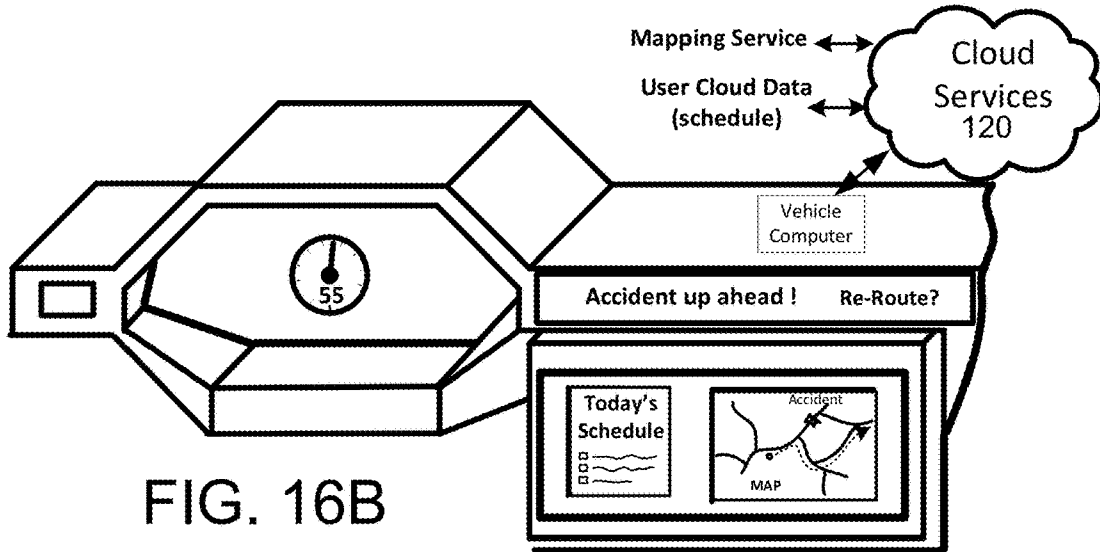 Mapping Service
User Cloud Data
(schedule)
Cloud
Services
120
Vehicle
Computer
55
Accident up ahead ! Re-Route?
Today's
Schedule
Accident
MAP
FIG. 16B